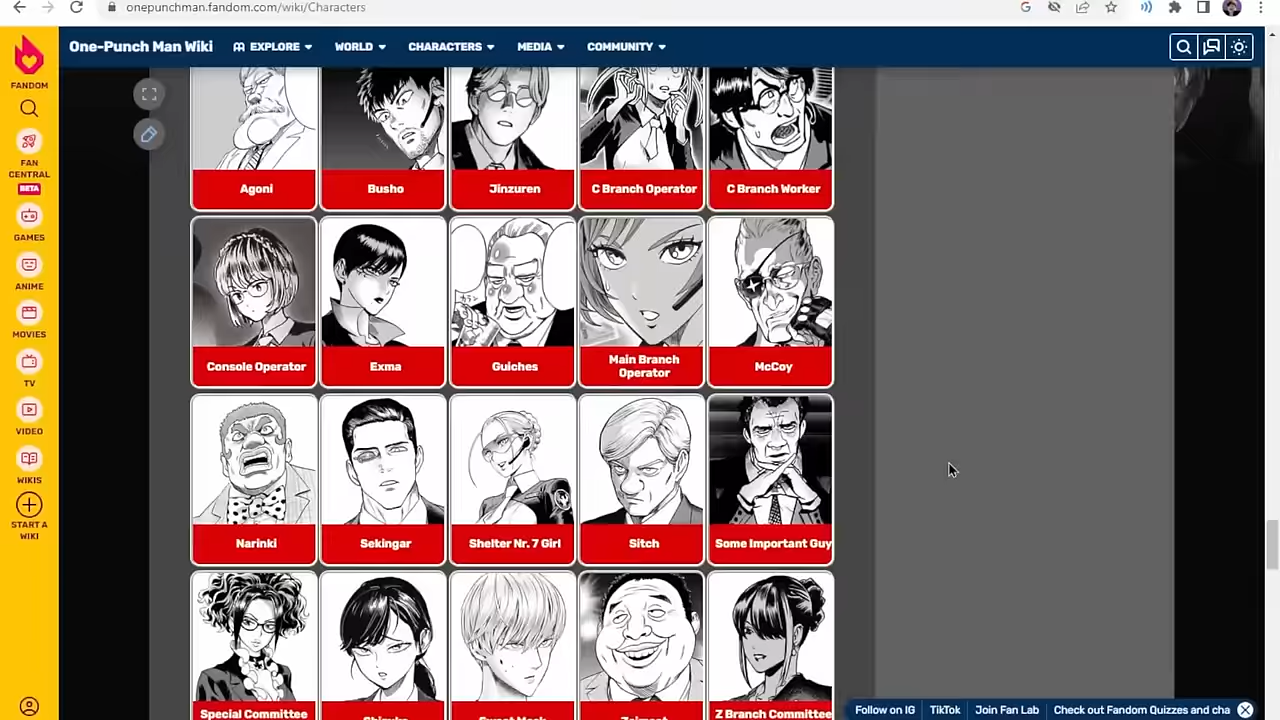 onepunchman.fandom.com/wiki/Characters
One-Punch Man Wiki
EXPLORE
WORLD
CHARACTERS
MEDIA
COMMUNITY
FANDOM
FAN
CENTRAL
BETA
GAMES
ANIME
MOVIES
TV
VIDEO
WIKIS
START A
WIKI
Agoni
Busho
Jinzuren
C Branch Operator
C Branch Worker
Console Operator
Exma
Guiches
Main Branch
Operator
McCoy
Narinki
Sekingar
Shelter Nr. 7 Girl
Sitch
Some Important Guy
Special Committee
Z Branch Committee
Follow on IG
TikTok
Join Fan Lab
Check out Fandom Quizzes and cha